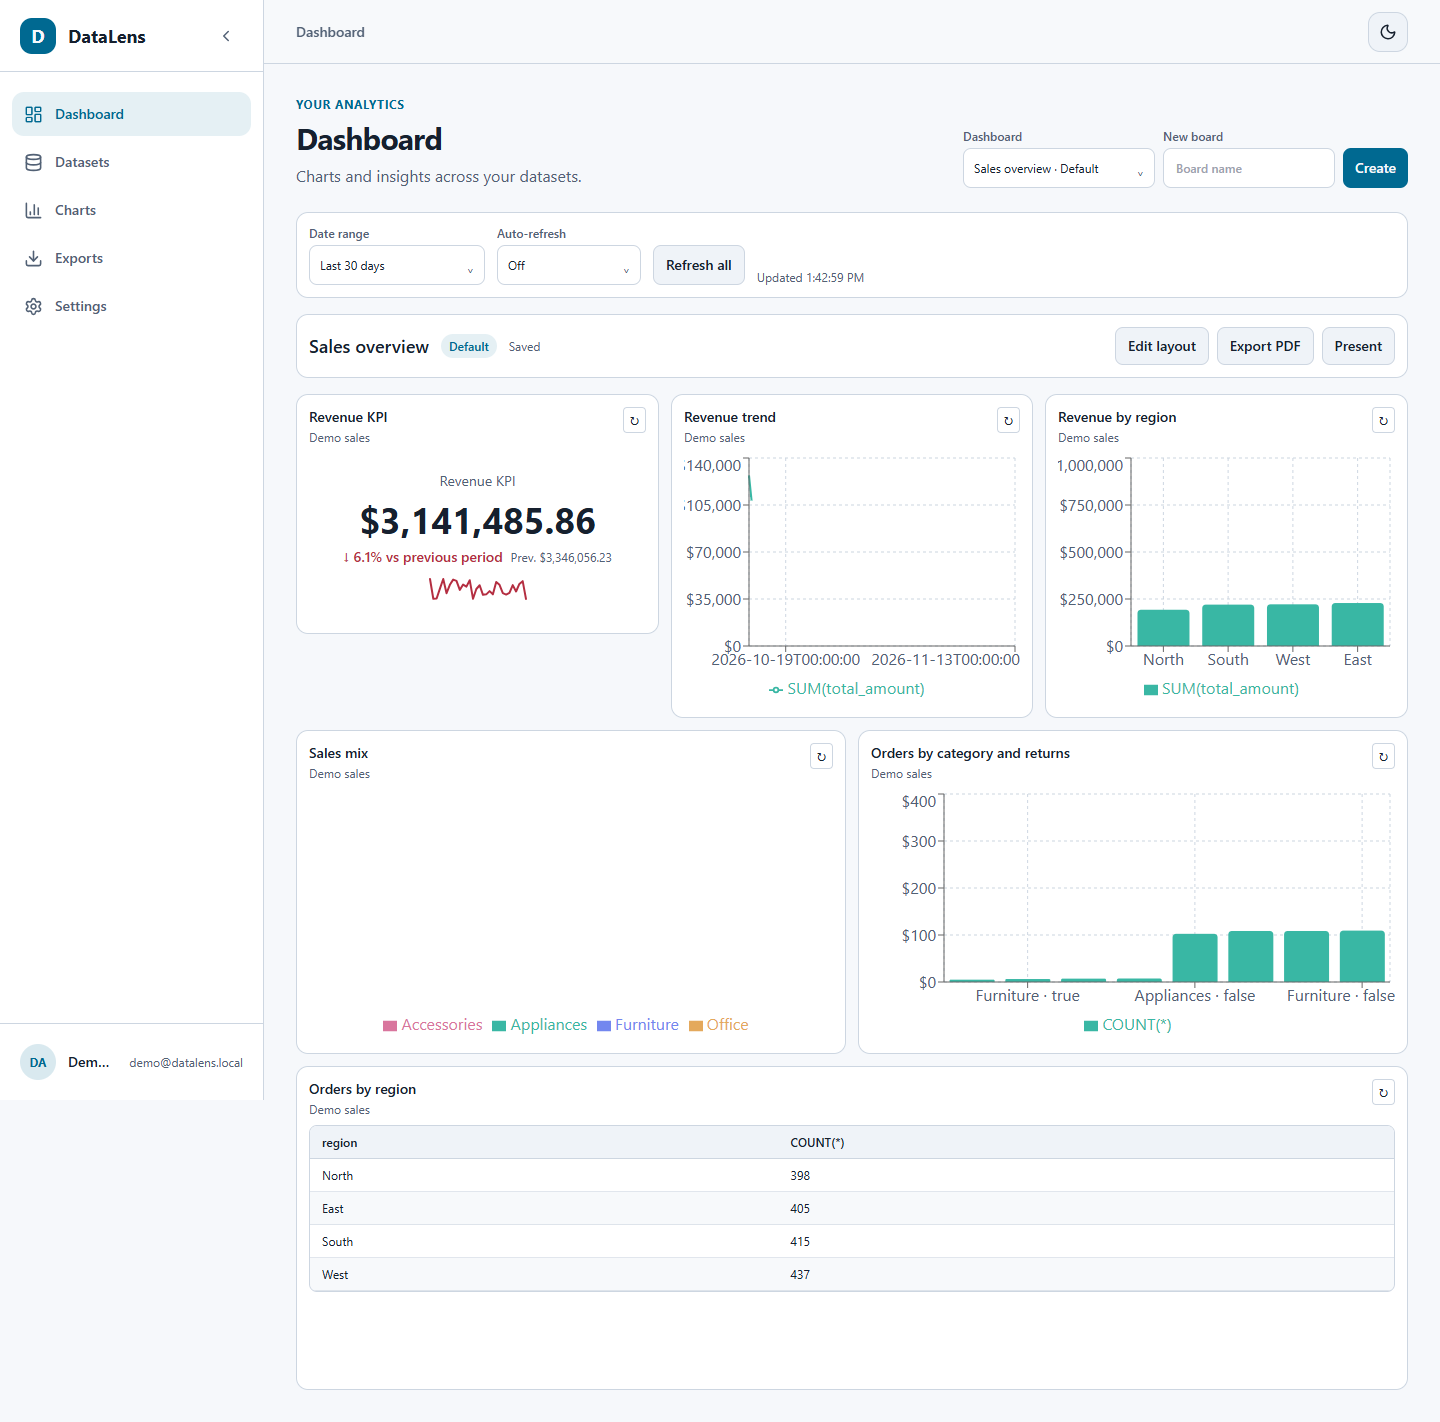 D DataLens
Dashboard
Datasets
Charts
Exports
Settings
DA Dem... demo@datalens.local
Dashboard
YOUR ANALYTICS
Dashboard
Charts and insights across your datasets.
Dashboard
Sales overview · Default
New board
Board name
Create
Date range
Last 30 days
Auto-refresh
Off
Refresh all
Updated 1:42:59 PM
Sales overview Default Saved
Edit layout Export PDF Present
Revenue KPI
Demo sales
Revenue KPI
$3,141,485.86
↓ 6.1% vs previous period Prev. $3,346,056.23
Revenue trend
Demo sales
140,000
105,000
$70,000
$35,000
$0
2026-10-19T00:00:00 2026-11-13T00:00:00
SUM(total_amount)
Revenue by region
Demo sales
1,000,000
$750,000
$500,000
$250,000
$0
North South West East
SUM(total_amount)
Sales mix
Demo sales
Accessories Appliances Furniture Office
Orders by category and returns
Demo sales
$400
$300
$200
$100
$0
Furniture · true Appliances · false Furniture · false
COUNT(*)
Orders by region
Demo sales
region COUNT(*)
North 398
East 405
South 415
West 437